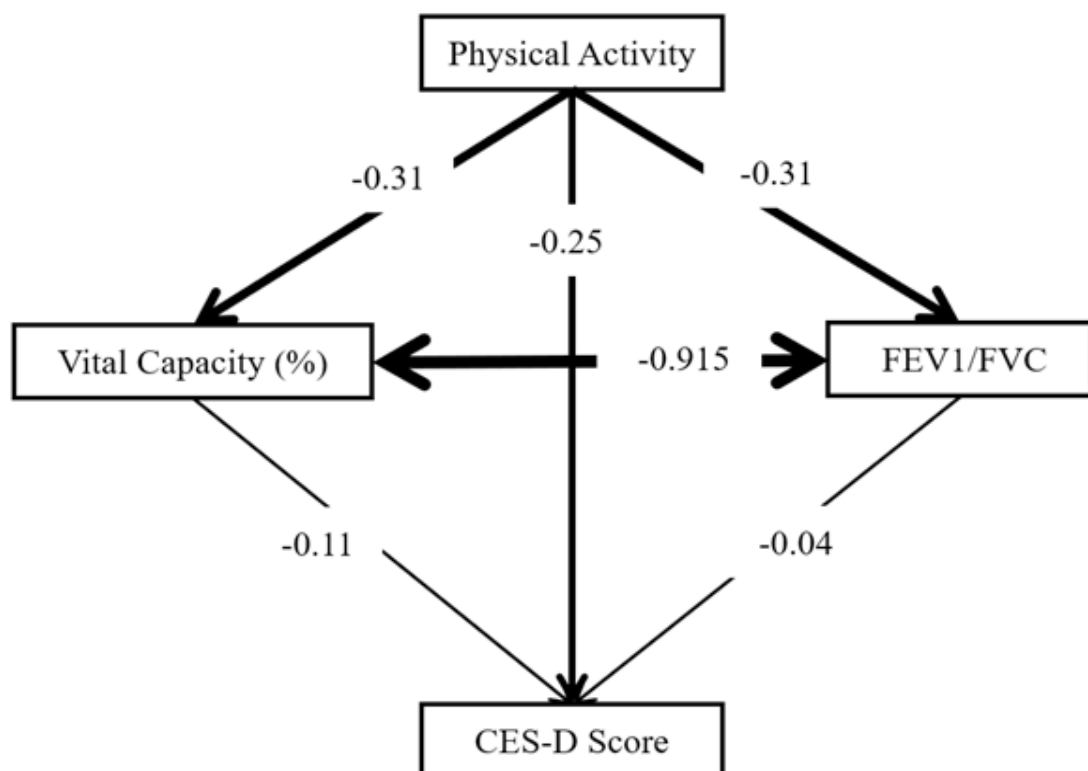 Physical Activity
-0.31
-0.31
-0.25
Vital Capacity (%)
-0.915
FEV1/FVC
-0.11
-0.04
CES-D Score